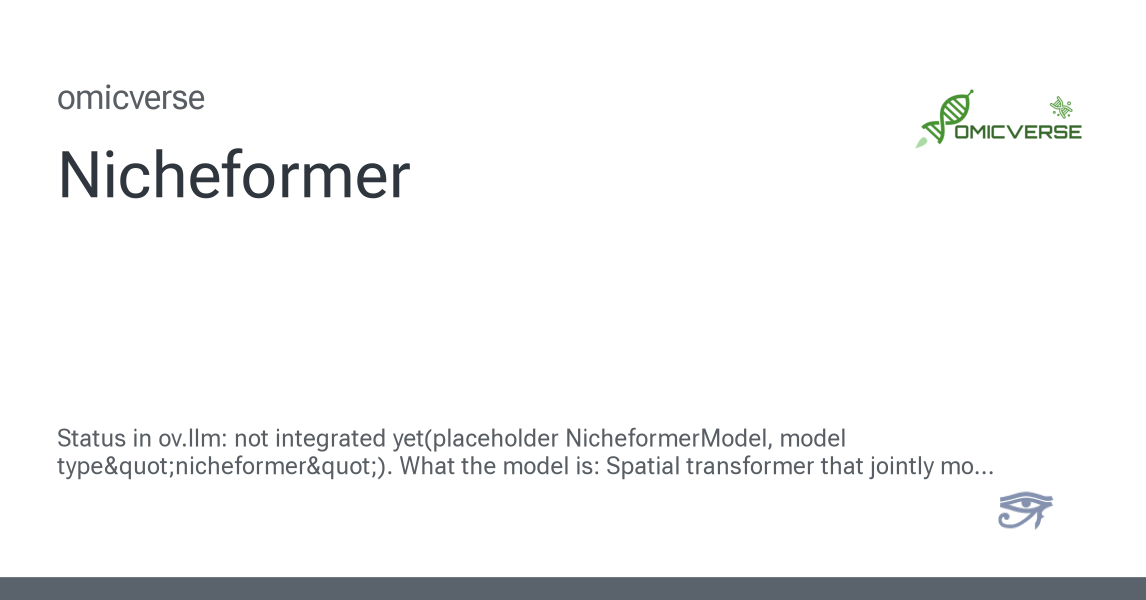 omicverse
OMICVERSE
Nicheformer
Status in ov.llm: not integrated yet(placeholder NicheformerModel, model
type&quot;nicheformer&quot;). What the model is: Spatial transformer that jointly mo...